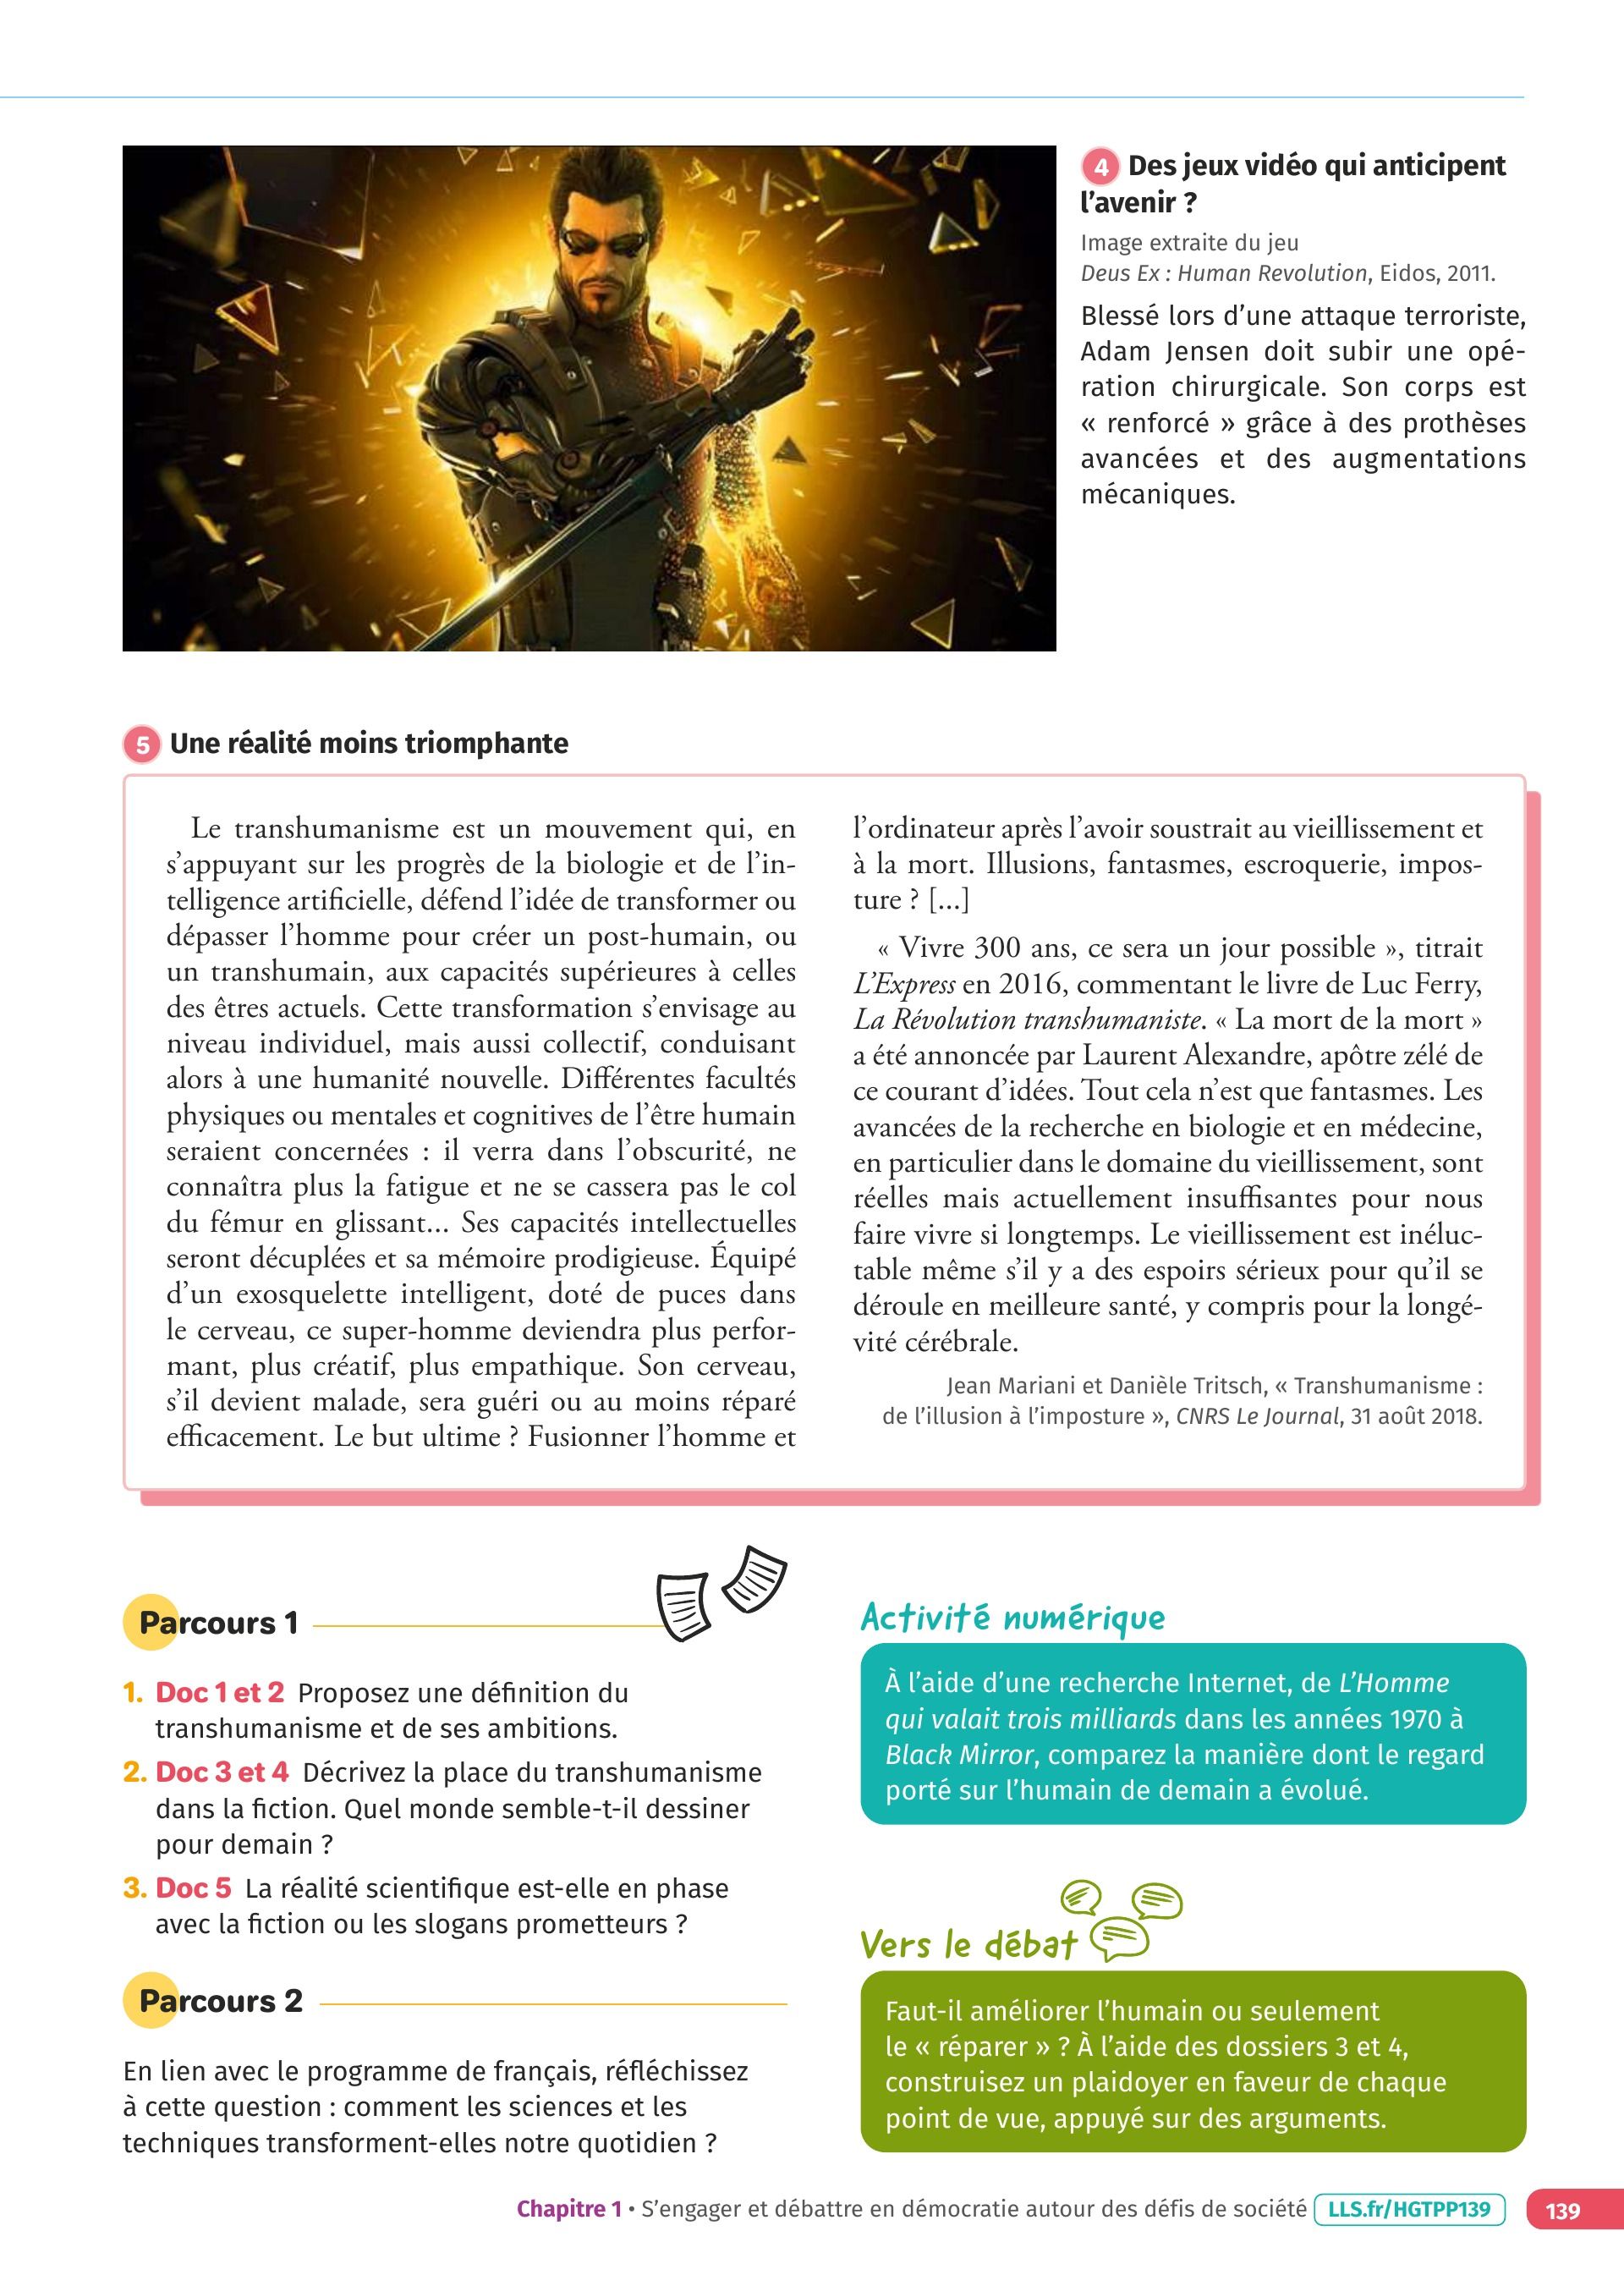 4 Des jeux vidéo qui anticipent
l'avenir ?
Image extraite du jeu
Deus Ex : Human Revolution, Eidos, 2011.
Blessé lors d'une attaque terroriste,
Adam Jensen doit subir une opé-
ration chirurgicale. Son corps est
« renforcé » grâce à des prothèses
avancées et des augmentations
mécaniques.
5 Une réalité moins triomphante
Le transhumanisme est un mouvement qui, en
s'appuyant sur les progrès de la biologie et de l'in-
telligence artificielle, défend l'idée de transformer ou
dépasser l'homme pour créer un post-humain, ou
un transhumain, aux capacités supérieures à celles
des êtres actuels. Cette transformation s'envisage au
niveau individuel, mais aussi collectif, conduisant
alors à une humanité nouvelle. Différentes facultés
physiques ou mentales et cognitives de l'être humain
seraient concernées : il verra dans l'obscurité, ne
connaîtra plus la fatigue et ne se cassera pas le col
du fémur en glissant... Ses capacités intellectuelles
seront décuplées et sa mémoire prodigieuse. Équipé
d'un exosquelette intelligent, doté de puces dans
le cerveau, ce super-homme deviendra plus perfor-
mant, plus créatif, plus empathique. Son cerveau,
s'il devient malade, sera guéri ou au moins réparé
efficacement. Le but ultime ? Fusionner l'homme et
l'ordinateur après l'avoir soustrait au vieillissement et
à la mort. Illusions, fantasmes, escroquerie, impos-
ture ? [...]
« Vivre 300 ans, ce sera un jour possible », titrait
L'Express en 2016, commentant le livre de Luc Ferry,
La Révolution transhumaniste. « La mort de la mort »
a été annoncée par Laurent Alexandre, apôtre zélé de
ce courant d'idées. Tout cela n'est que fantasmes. Les
avancées de la recherche en biologie et en médecine,
en particulier dans le domaine du vieillissement, sont
réelles mais actuellement insuffisantes pour nous
faire vivre si longtemps. Le vieillissement est inéluc-
table même s'il y a des espoirs sérieux pour qu'il se
déroule en meilleure santé, y compris pour la longé-
vité cérébrale.
Jean Mariani et Danièle Tritsch, « Transhumanisme :
de l'illusion à l'imposture », CNRS Le Journal, 31 août 2018.
Parcours 1
1. Doc 1 et 2 Proposez une définition du
transhumanisme et de ses ambitions.
2. Doc 3 et 4 Décrivez la place du transhumanisme
dans la fiction. Quel monde semble-t-il dessiner
pour demain ?
3. Doc 5 La réalité scientifique est-elle en phase
avec la fiction ou les slogans prometteurs ?
Parcours 2
En lien avec le programme de français, réfléchissez
à cette question : comment les sciences et les
techniques transforment-elles notre quotidien ?
Activité numérique
À l'aide d'une recherche Internet, de L'Homme
qui valait trois milliards dans les années 1970 à
Black Mirror, comparez la manière dont le regard
porté sur l'humain de demain a évolué.
Vers le débat
Faut-il améliorer l'humain ou seulement
le « réparer » ? À l'aide des dossiers 3 et 4,
construisez un plaidoyer en faveur de chaque
point de vue, appuyé sur des arguments.
Chapitre 1 • S'engager et débattre en démocratie autour des défis de société LLS.fr/HGTPP139 139